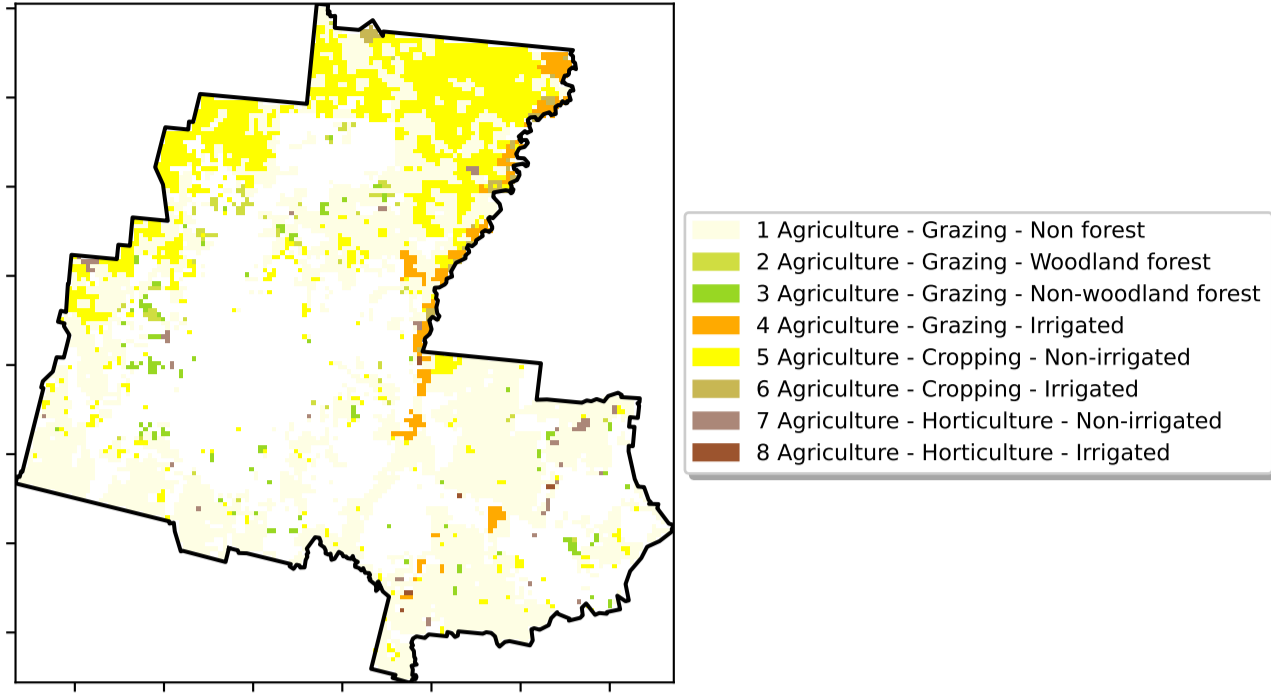 1 Agriculture - Grazing - Non forest
2 Agriculture - Grazing - Woodland forest
3 Agriculture - Grazing - Non-woodland forest
4 Agriculture - Grazing - Irrigated
5 Agriculture - Cropping - Non-irrigated
6 Agriculture - Cropping - Irrigated
7 Agriculture - Horticulture - Non-irrigated
8 Agriculture - Horticulture - Irrigated